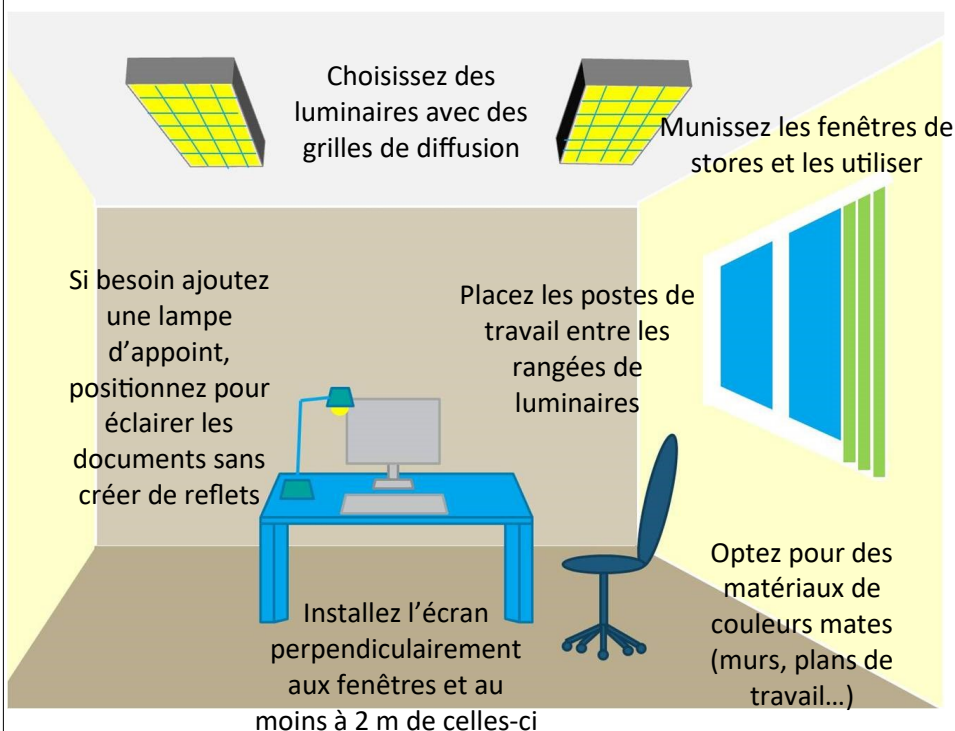 Choisissez des
luminaires avec des
grilles de diffusion
Munissez les fenêtres de
stores et les utiliser
Si besoin ajoutez
une lampe
d’appoint,
positionnez pour
éclairer les
documents sans
créer de reflets
Placez les postes de
travail entre les
rangées de
luminaires
Installez l’écran
perpendiculairement
aux fenêtres et au
moins à 2 m de celles-ci
Optez pour des
matériaux de
couleurs mates
(murs, plans de
travail…)